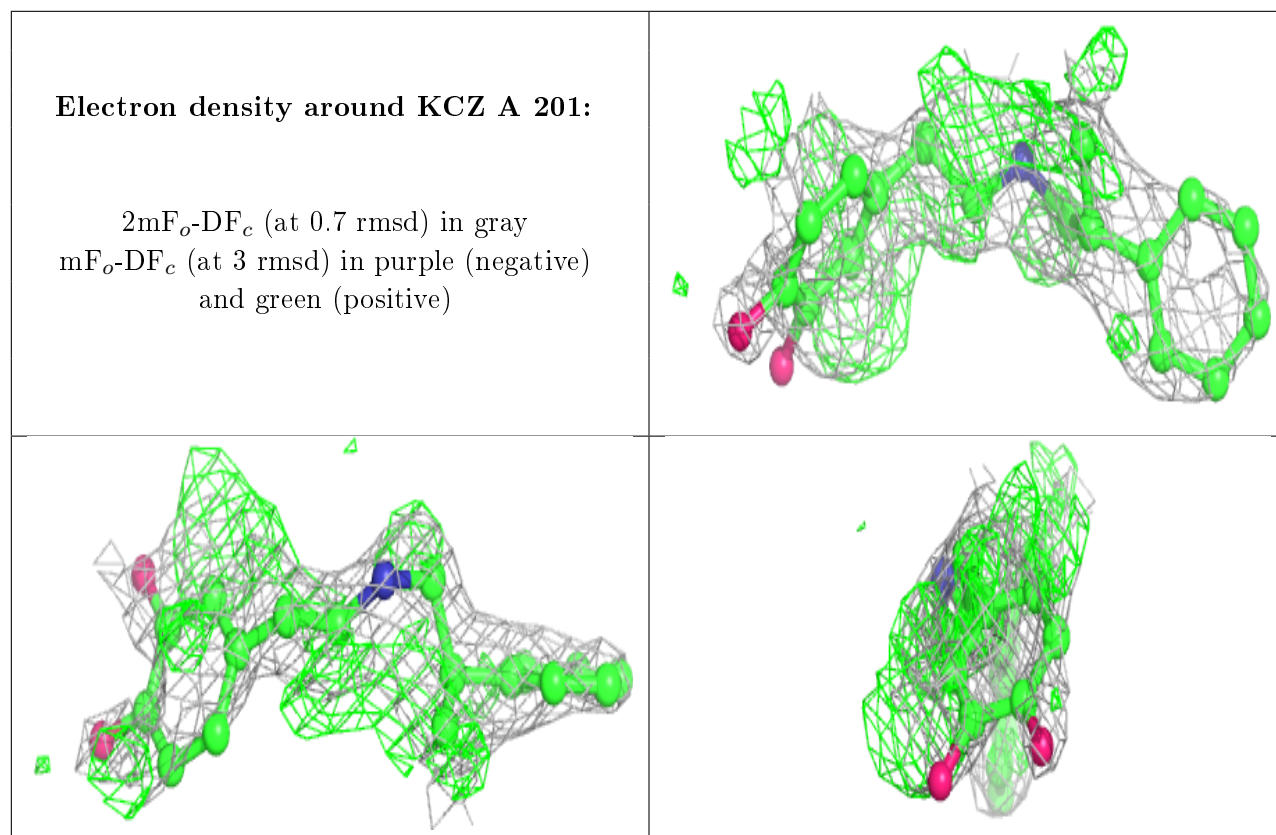 Electron density around KCZ A 201:
2mFo-DFc (at 0.7 rmsd) in gray
mFo-DFc (at 3 rmsd) in purple (negative)
and green (positive)